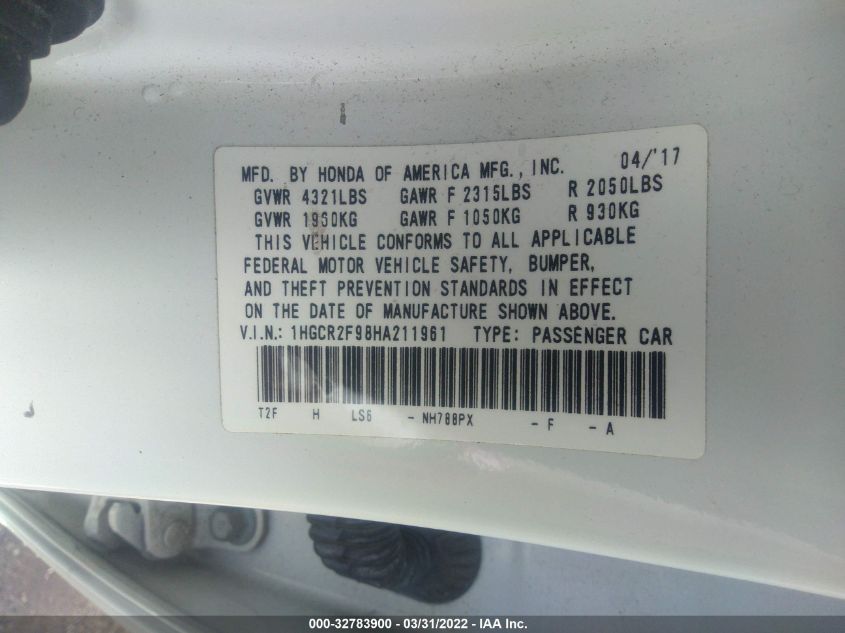 MFD. BY HONDA OF AMERICA MFG., INC. 04/'17
GVWR 4321LBS GAWR F 2315LBS R 2050LBS
GVWR 1960KG GAWR F 1050KG R 930KG
THIS VEHICLE CONFORMS TO ALL APPLICABLE
FEDERAL MOTOR VEHICLE SAFETY, BUMPER,
AND THEFT PREVENTION STANDARDS IN EFFECT
ON THE DATE OF MANUFACTURE SHOWN ABOVE.
V.I.N.: 1HGCR2F98HA211961 TYPE: PASSENGER CAR
T2F H LS6 - NH788PX - F - A
000-32783900 - 03/31/2022 - IAA Inc.